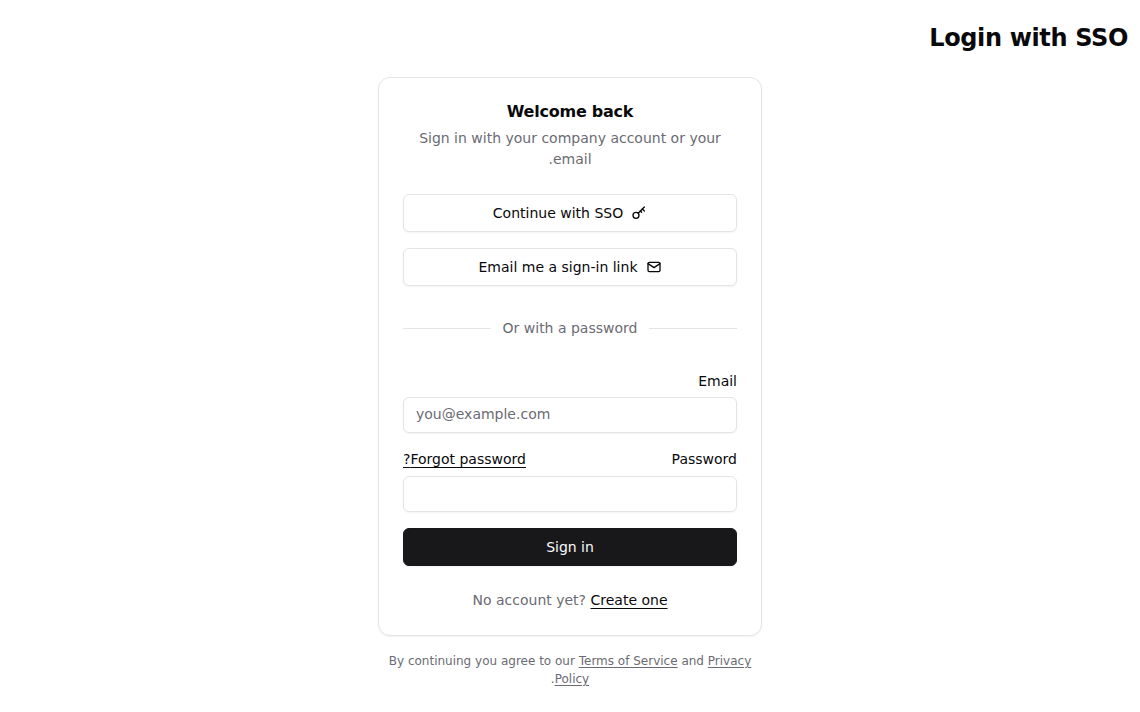 Login with SSO
Welcome back
Sign in with your company account or your
.email
Continue with SSO
Email me a sign-in link
Or with a password
Email
you@example.com
Password
?Forgot password
Sign in
No account yet? Create one
By continuing you agree to our Terms of Service and Privacy
.Policy